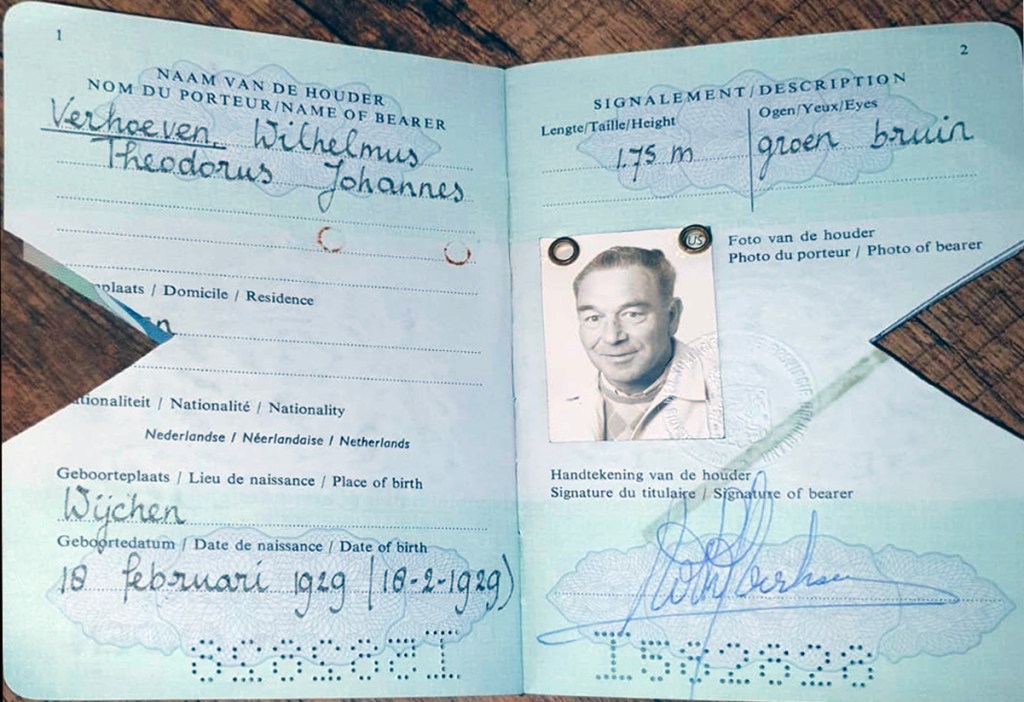 1
NAAM VAN DE HOUDER
NOM DU PORTEUR/NAME OF BEARER
Verhoeven, Wilhelmus
Theodorus Johannes
plaats / Domicile / Residence
n
tionaliteit / Nationalité / Nationality
Nederlandse / Néerlandaise / Netherlands
Geboorteplaats / Lieu de naissance / Place of birth
Wijchen
Geboortedatum / Date de naissance / Date of birth
18 februari 1929 (18-2-1929)
2
SIGNALEMENT/DESCRIPTION
Lengte/Taille/Height
Ogen/Yeux/Eyes
1.75 m
groen bruin
US
Foto van de houder
Photo du porteur / Photo of bearer
Handtekening van de houder
Signature du titulaire / Signature of bearer